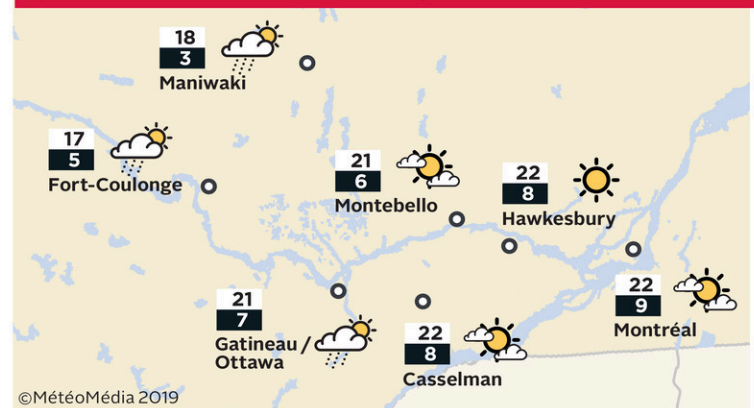 18
3
Maniwaki
17
5
Fort-Coulonge
21
6
Montebello
22
8
Hawkesbury
21
7
Gatineau /
Ottawa
22
8
Casselman
22
9
Montréal
©MétéoMédia 2019